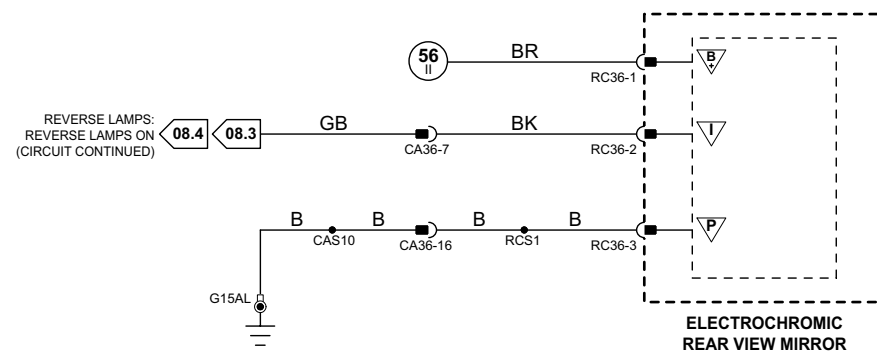 56
II
BR
RC36-1
B
+
REVERSE LAMPS:
REVERSE LAMPS ON
(CIRCUIT CONTINUED)
08.4
08.3
GB
CA36-7
BK
RC36-2
I
B
CAS10
B
CA36-16
B
RCS1
B
RC36-3
P
G15AL
ELECTROCHROMIC
REAR VIEW MIRROR